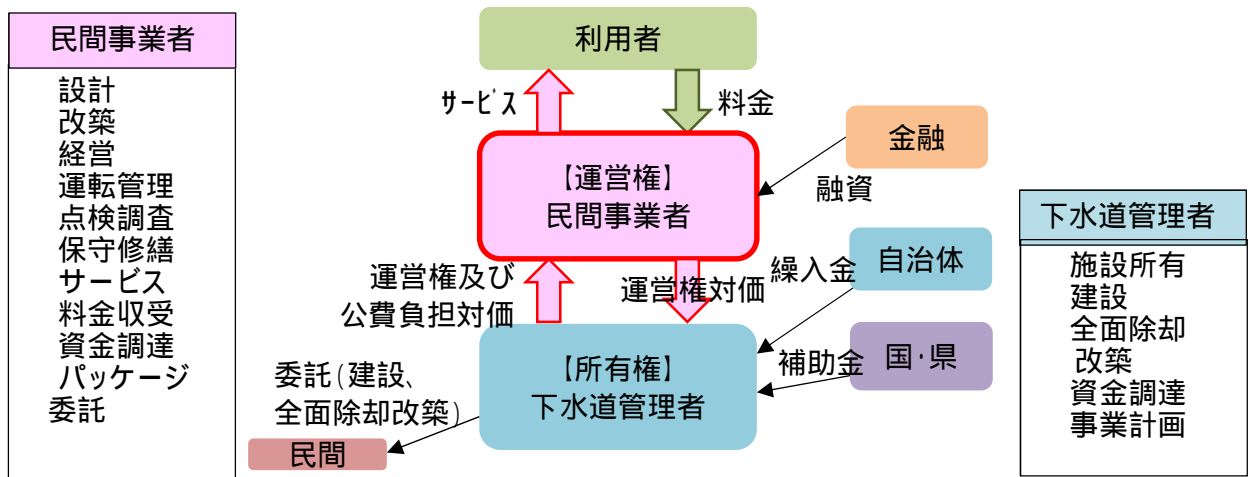 民間事業者
設計
改築
経営
運転管理
点検調査
保守修繕
サービス
料金収受
資金調達
パッケージ
委託
利用者
サービス
料金
【運営権】
民間事業者
金融
融資
運営権及び
公費負担対価
運営権対価
繰入金
自治体
【所有権】
下水道管理者
補助金
国・県
委託(建設、
全面除却改築)
民間
下水道管理者
施設所有
建設
全面除却
改築
資金調達
事業計画